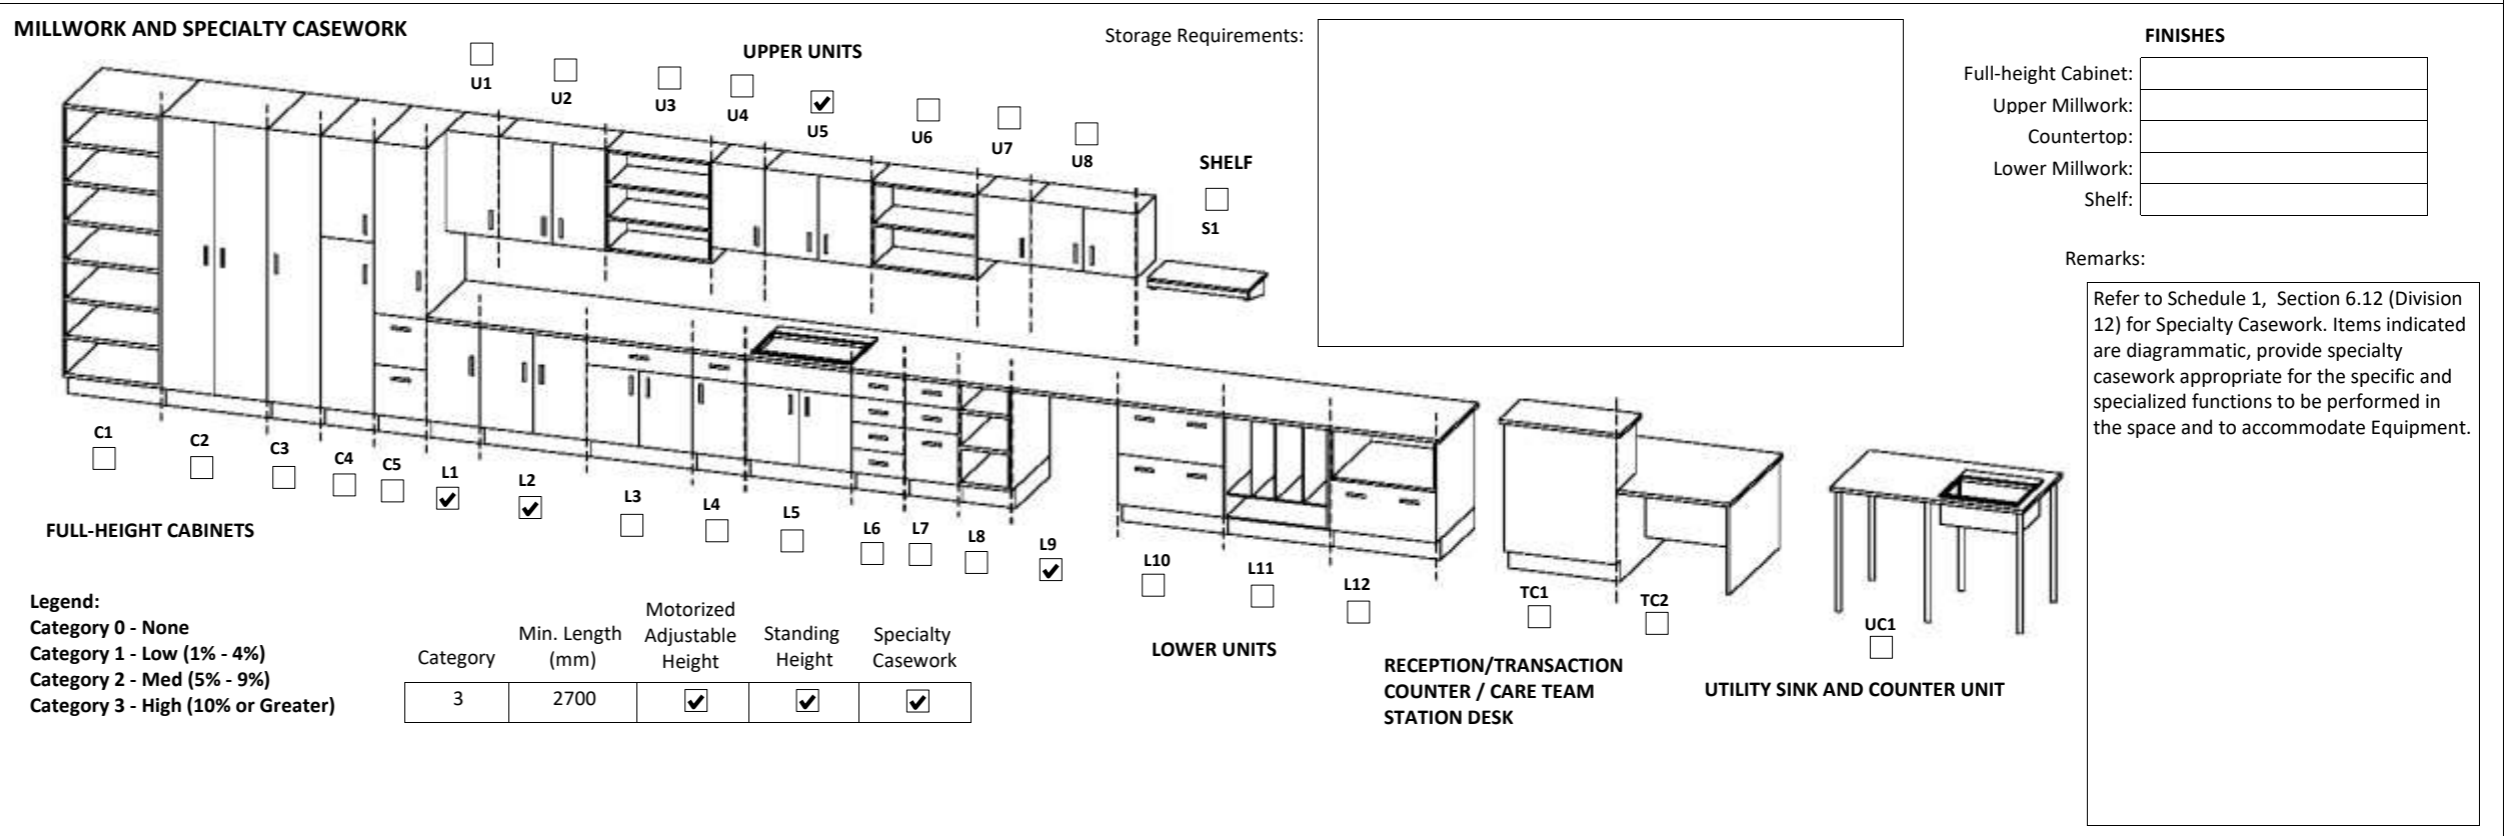 MILLWORK AND SPECIALTY CASEWORK
UPPER UNITS
U1
U2
U3
U4
U5
U6
U7
U8
SHELF
S1
Storage Requirements:
FINISHES
Full-height Cabinet:
Upper Millwork:
Countertop:
Lower Millwork:
Shelf:
Remarks:
Refer to Schedule 1, Section 6.12 (Division
12) for Specialty Casework. Items indicated
are diagrammatic, provide specialty
casework appropriate for the specific and
specialized functions to be performed in
the space and to accommodate Equipment.
C1
C2
C3
C4
C5
L1
L2
L3
L4
L5
L6
L7
L8
L9
L10
L11
L12
TC1
TC2
UC1
FULL-HEIGHT CABINETS
LOWER UNITS
RECEPTION/TRANSACTION
COUNTER / CARE TEAM
STATION DESK
UTILITY SINK AND COUNTER UNIT
Legend:
Category 0 - None
Category 1 - Low (1% - 4%)
Category 2 - Med (5% - 9%)
Category 3 - High (10% or Greater)
Category
Min. Length
(mm)
Motorized
Adjustable
Height
Standing
Height
Specialty
Casework
3
2700